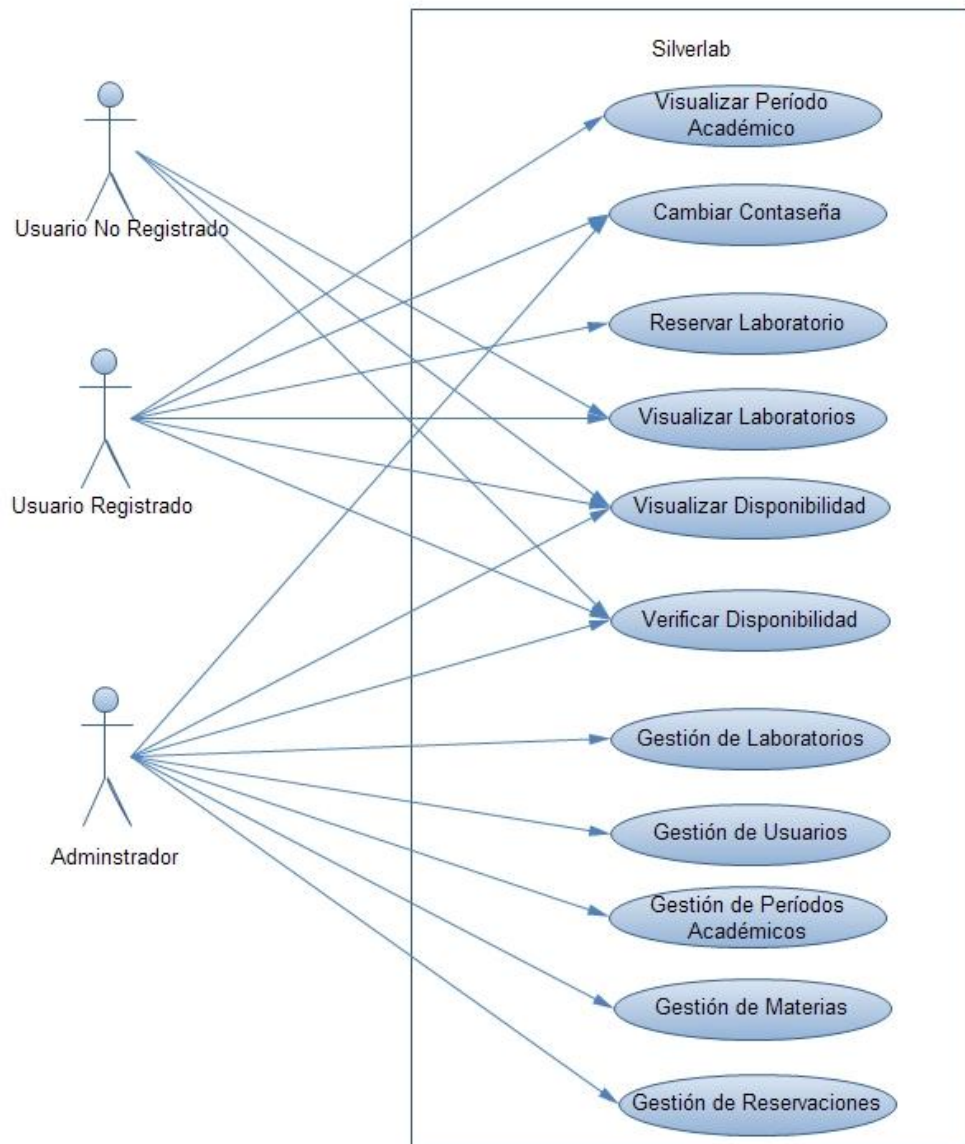 Silverlab
Visualizar Período
Académico
Usuario No Registrado
Cambiar Contaseña
Reservar Laboratorio
Visualizar Laboratorios
Usuario Registrado
Visualizar Disponibilidad
Verificar Disponibilidad
Gestión de Laboratorios
Gestión de Usuarios
Adminstrador
Gestión de Períodos
Académicos
Gestión de Materias
Gestión de Reservaciones